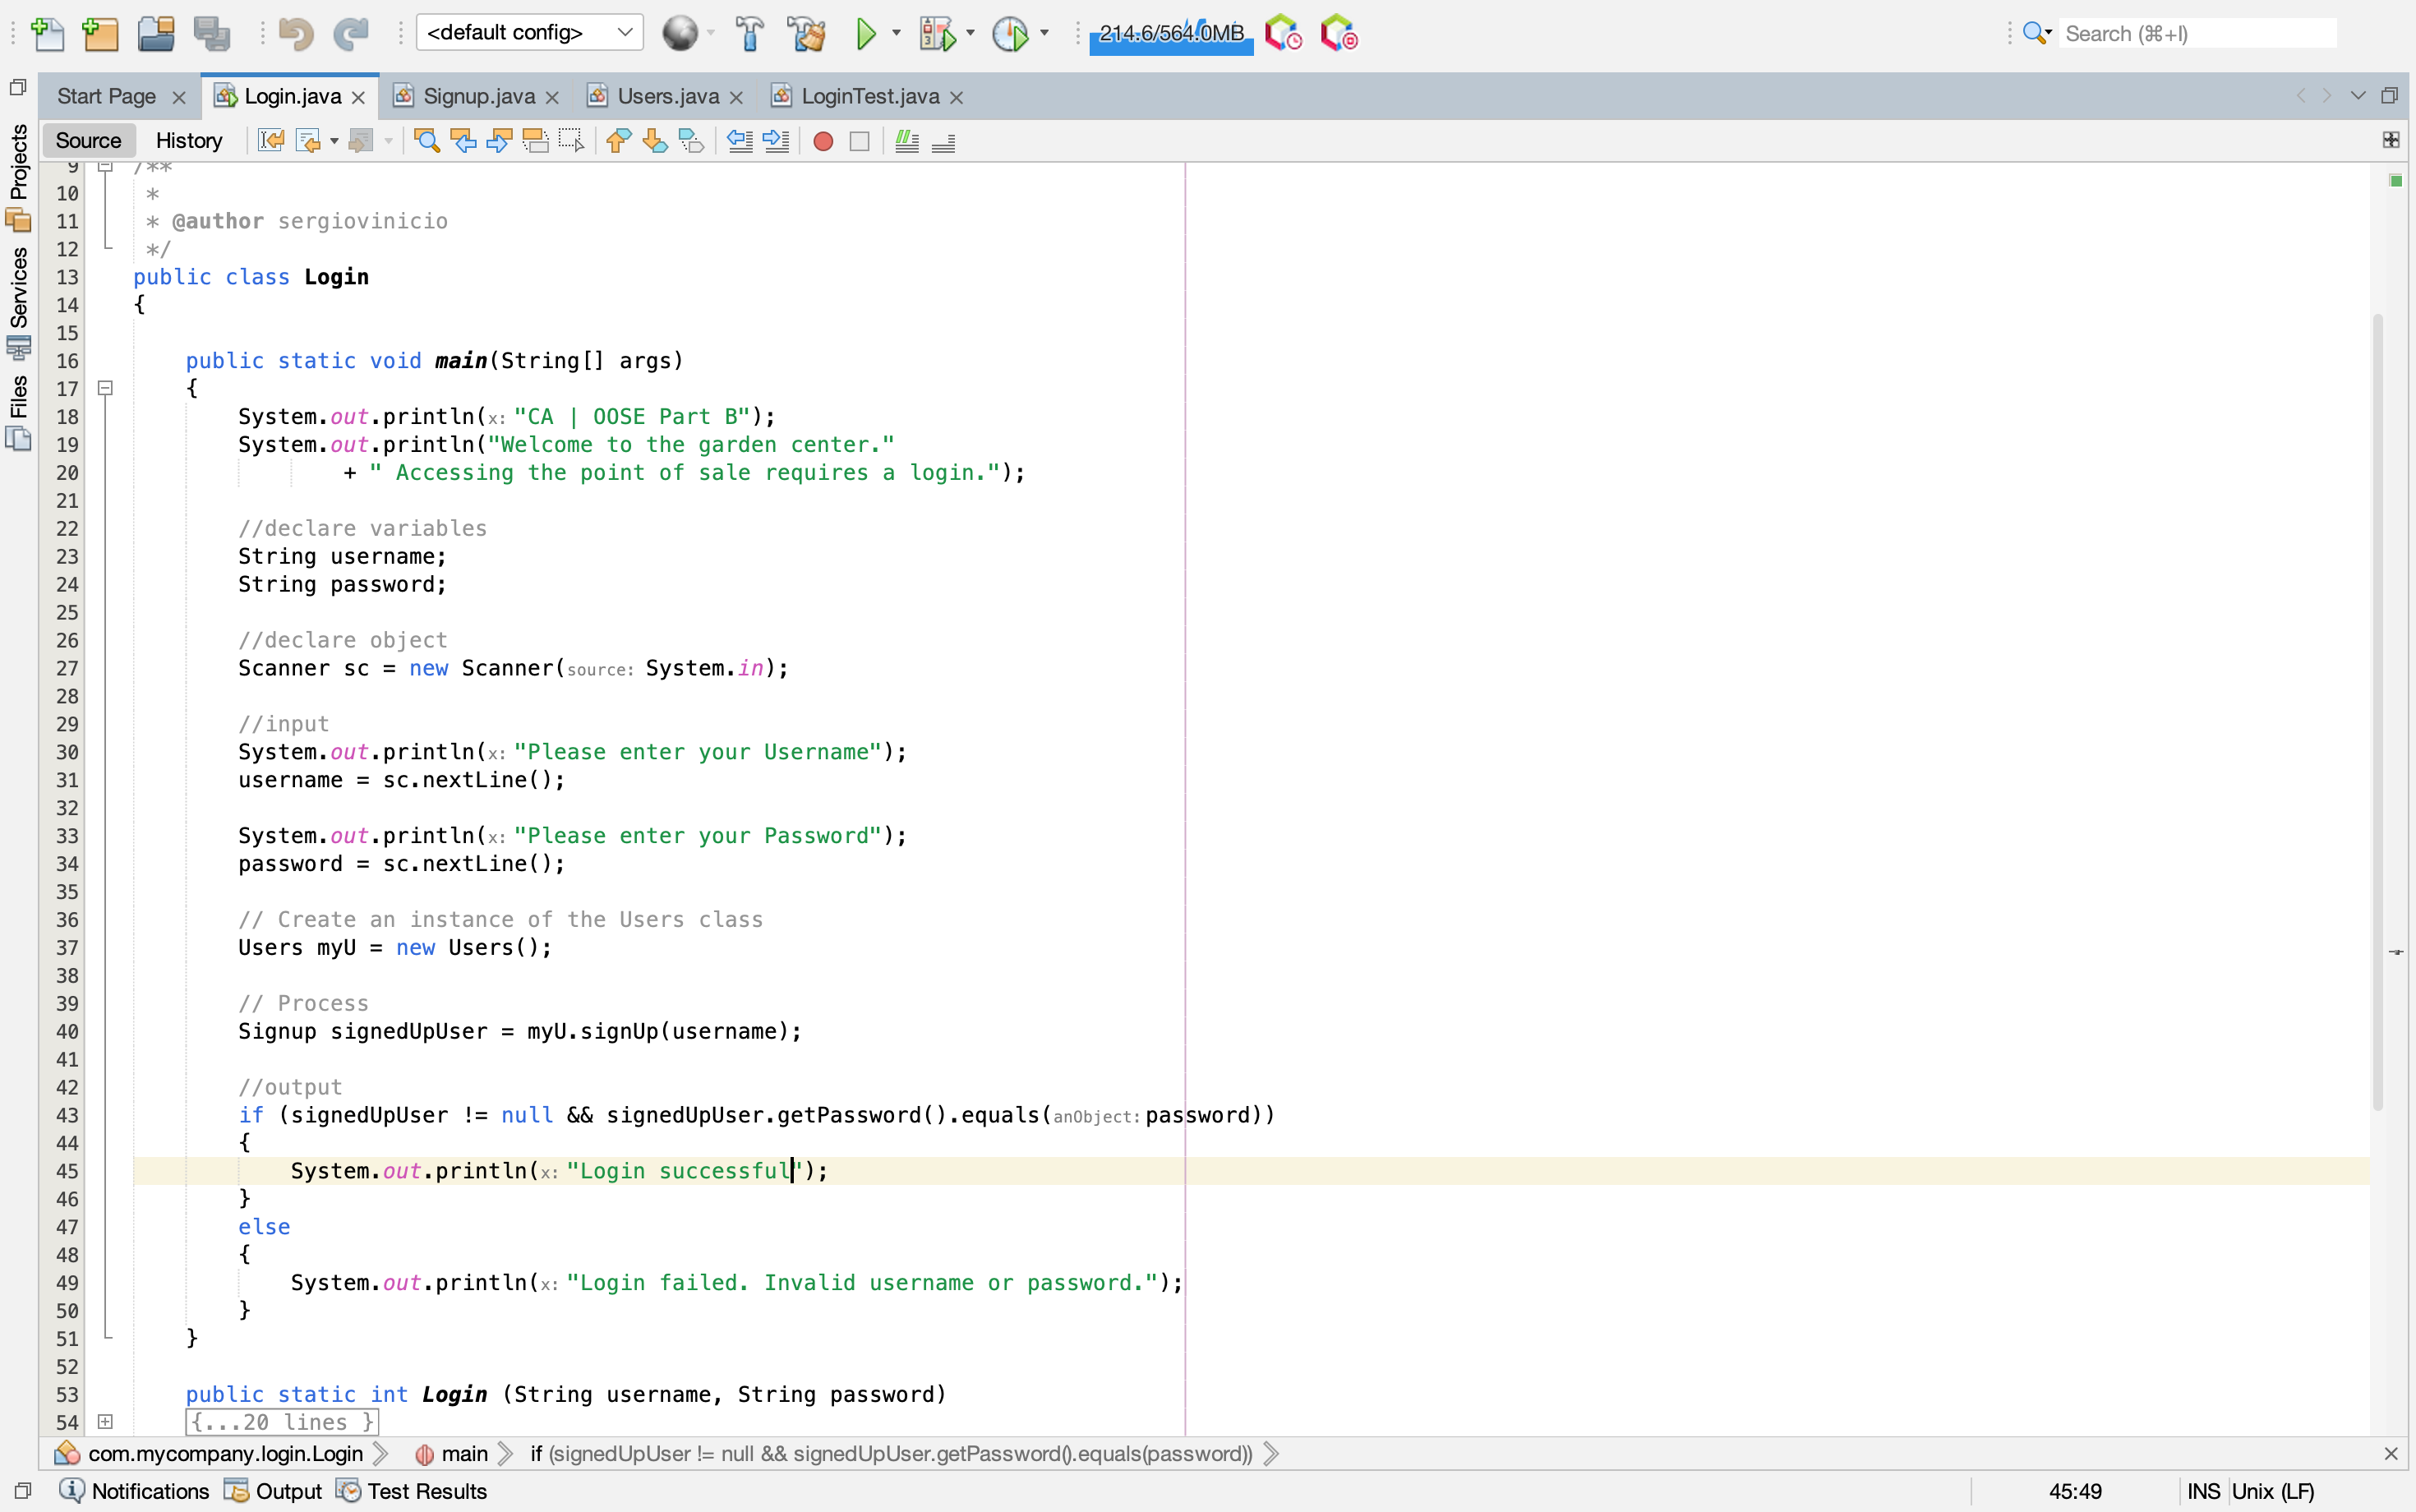 <default config>
214.6/564.0MB
Search (⌘+I)
Start Page
Login.java
Signup.java
Users.java
LoginTest.java
Source
History
Projects
Services
Files
9 /**
10 *
11 * @author sergiovinicio
12 */
13 public class Login
14 {
15
16 public static void main(String[] args)
17 {
18 System.out.println(x: "CA | OOSE Part B");
19 System.out.println("Welcome to the garden center."
20 + " Accessing the point of sale requires a login.");
21
22 //declare variables
23 String username;
24 String password;
25
26 //declare object
27 Scanner sc = new Scanner(source: System.in);
28
29 //input
30 System.out.println(x: "Please enter your Username");
31 username = sc.nextLine();
32
33 System.out.println(x: "Please enter your Password");
34 password = sc.nextLine();
35
36 // Create an instance of the Users class
37 Users myU = new Users();
38
39 // Process
40 Signup signedUpUser = myU.signUp(username);
41
42 //output
43 if (signedUpUser != null && signedUpUser.getPassword().equals(anObject: password))
44 {
45 System.out.println(x: "Login successful");
46 }
47 else
48 {
49 System.out.println(x: "Login failed. Invalid username or password.");
50 }
51 }
52
53 public static int Login (String username, String password)
54 {...20 lines }
com.mycompany.login.Login
main
if (signedUpUser != null && signedUpUser.getPassword().equals(password))
Notifications
Output
Test Results
45:49
INS
Unix (LF)